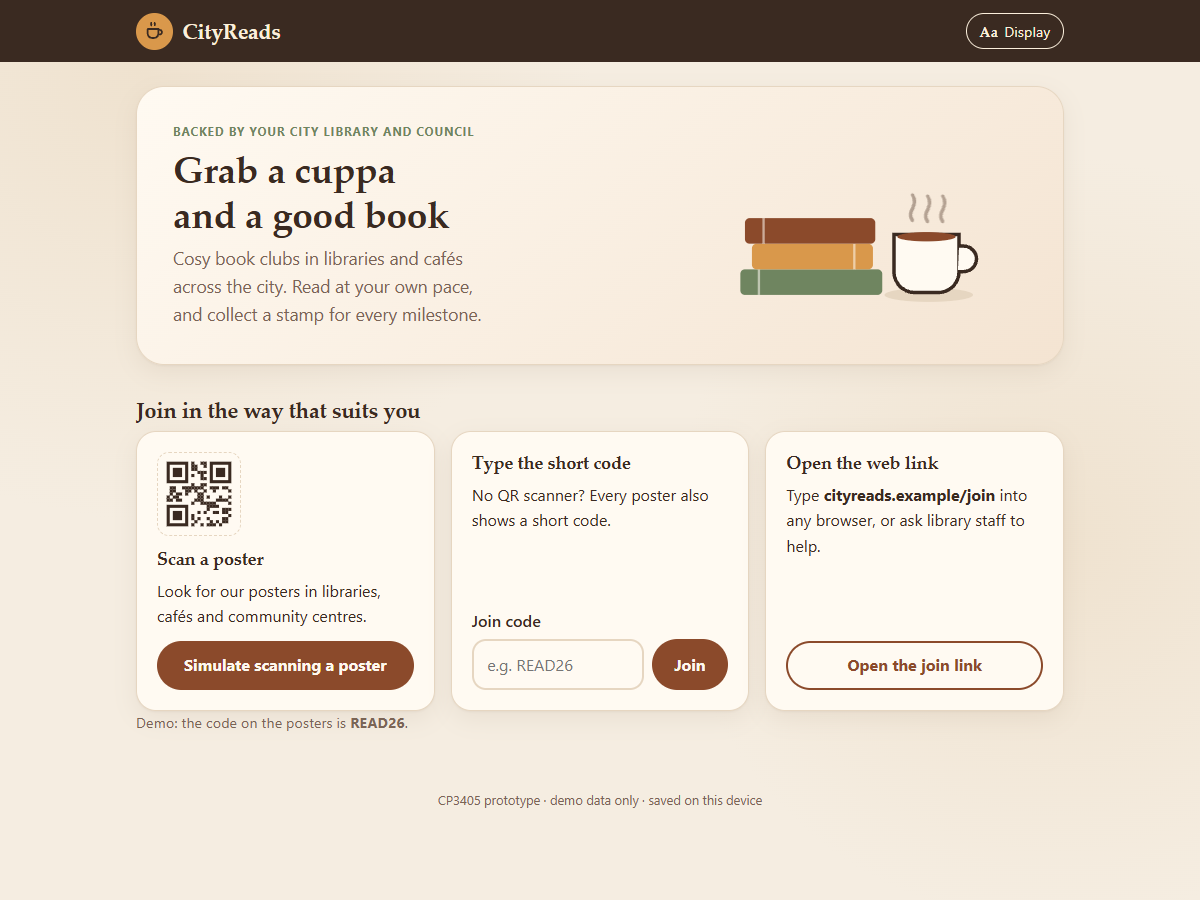 CityReads
Aa Display
BACKED BY YOUR CITY LIBRARY AND COUNCIL
Grab a cuppa
and a good book
Cosy book clubs in libraries and cafés
across the city. Read at your own pace,
and collect a stamp for every milestone.
Join in the way that suits you
Scan a poster
Look for our posters in libraries,
cafés and community centres.
Simulate scanning a poster
Type the short code
No QR scanner? Every poster also
shows a short code.
Join code
e.g. READ26
Join
Open the web link
Type cityreads.example/join into
any browser, or ask library staff to
help.
Open the join link
Demo: the code on the posters is READ26.
CP3405 prototype · demo data only · saved on this device